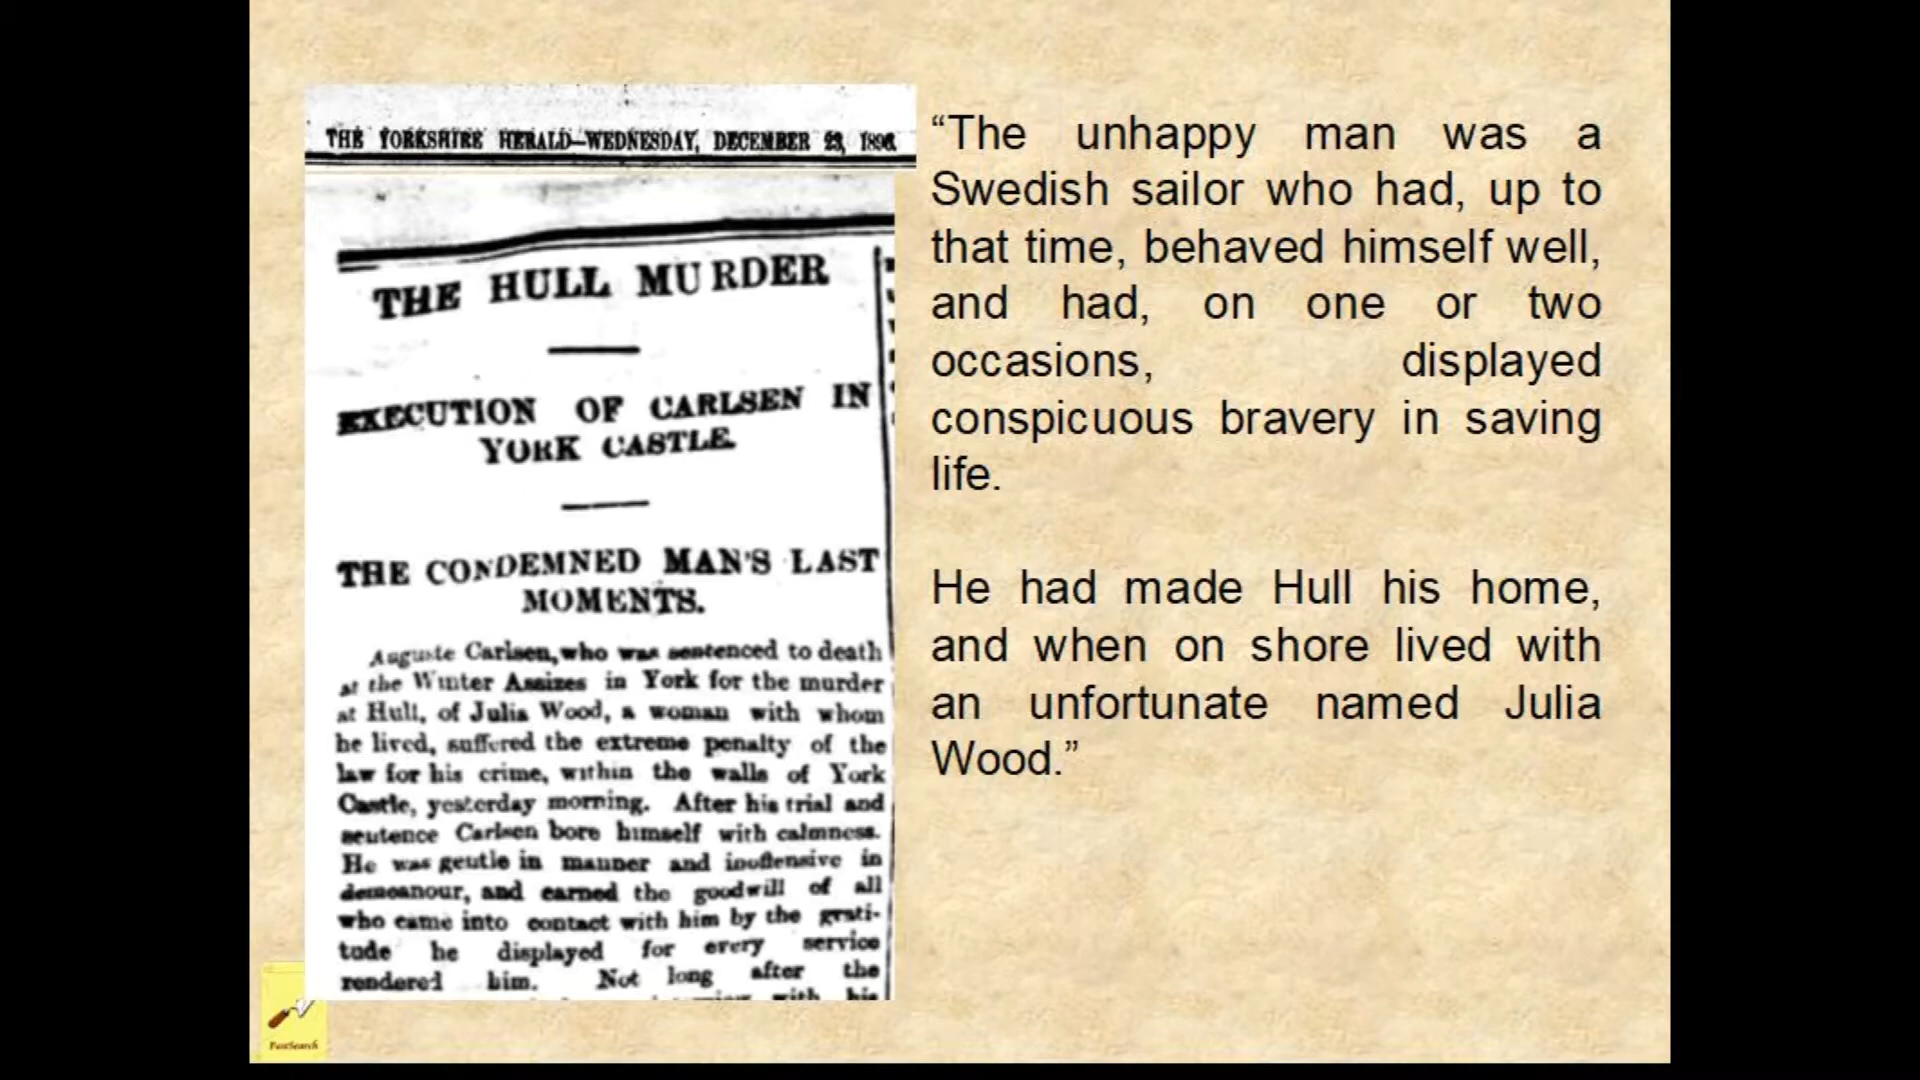 THE YORKSHIRE HERALD—WEDNESDAY, DECEMBER 23, 1896.
THE HULL MURDER
EXECUTION OF CARLSEN IN
YORK CASTLE.
THE CONDEMNED MAN'S LAST
MOMENTS.
Auguste Carlsen, who was sentenced to death
at the Winter Assizes in York for the murder
at Hull, of Julia Wood, a woman with whom
he lived, suffered the extreme penalty of the
law for his crime, within the walls of York
Castle, yesterday morning. After his trial and
sentence Carlsen bore himself with calmness.
He was gentle in manner and inoffensive in
demeanour, and earned the goodwill of all
who came into contact with him by the grati-
tude he displayed for every service
rendered him. Not long after the
with his
“The unhappy man was a
Swedish sailor who had, up to
that time, behaved himself well,
and had, on one or two
occasions, displayed
conspicuous bravery in saving
life.
He had made Hull his home,
and when on shore lived with
an unfortunate named Julia
Wood.”
PastSearch